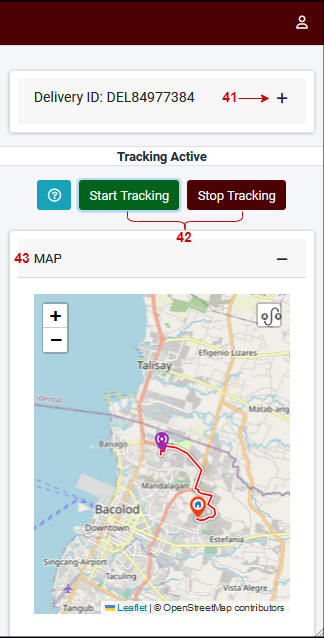 Delivery ID: DEL84977384
41
+
Tracking Active
?
Start Tracking
Stop Tracking
42
43 MAP
−
+
−
Efigenio Lizares
Talisay
Matab-ang
cidental
Banago
Mandalagan
Bacolod
Downtown
Estefania
Singcang-Airport
Taculing
Vista Alegre
Tangub
Leaflet | © OpenStreetMap contributors